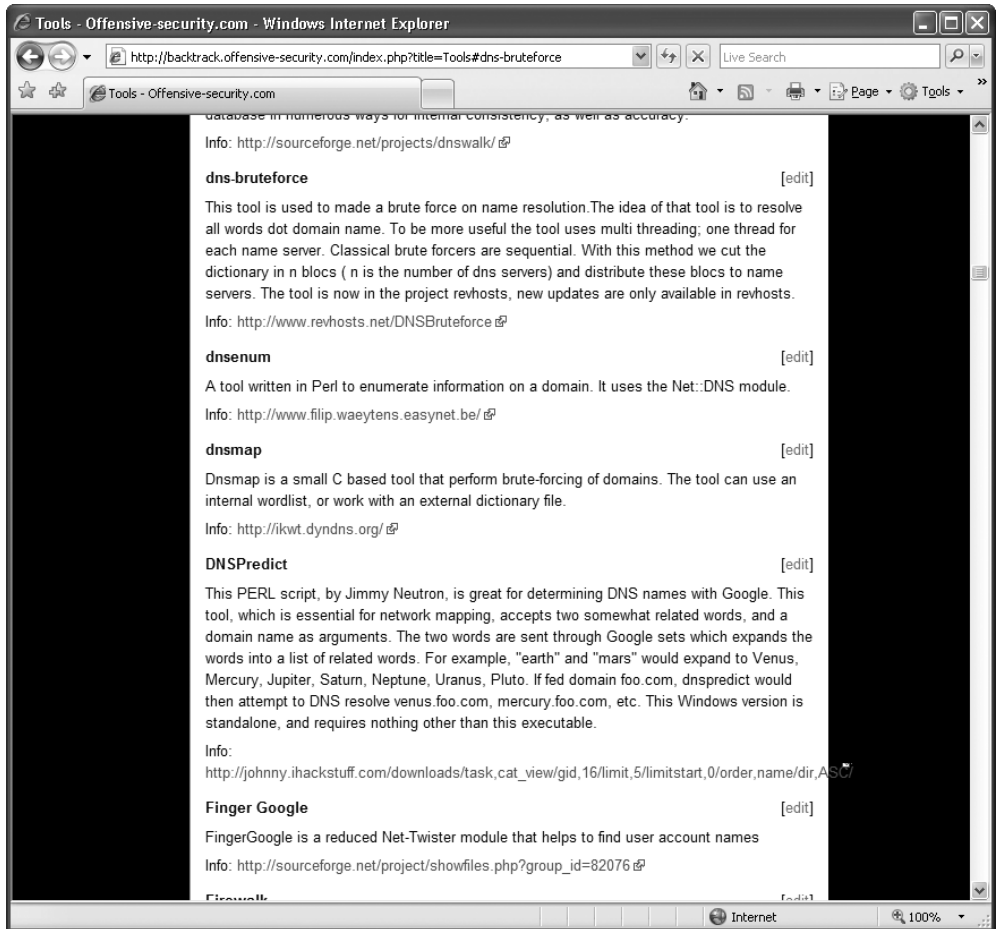 Tools - Offensive-security.com - Windows Internet Explorer
http://backtrack.offensive-security.com/index.php?title=Tools#dns-bruteforce
Live Search
Tools - Offensive-security.com
Page
Tools
»
database in numerous ways for internal consistency, as well as accuracy.
Info: http://sourceforge.net/projects/dnswalk/
dns-bruteforce [edit]
This tool is used to made a brute force on name resolution.The idea of that tool is to resolve
all words dot domain name. To be more useful the tool uses multi threading; one thread for
each name server. Classical brute forcers are sequential. With this method we cut the
dictionary in n blocs ( n is the number of dns servers) and distribute these blocs to name
servers. The tool is now in the project revhosts, new updates are only available in revhosts.
Info: http://www.revhosts.net/DNSBruteforce
dnsenum [edit]
A tool written in Perl to enumerate information on a domain. It uses the Net::DNS module.
Info: http://www.filip.waeytens.easynet.be/
dnsmap [edit]
Dnsmap is a small C based tool that perform brute-forcing of domains. The tool can use an
internal wordlist, or work with an external dictionary file.
Info: http://ikwt.dyndns.org/
DNSPredict [edit]
This PERL script, by Jimmy Neutron, is great for determining DNS names with Google. This
tool, which is essential for network mapping, accepts two somewhat related words, and a
domain name as arguments. The two words are sent through Google sets which expands the
words into a list of related words. For example, "earth" and "mars" would expand to Venus,
Mercury, Jupiter, Saturn, Neptune, Uranus, Pluto. If fed domain foo.com, dnspredict would
then attempt to DNS resolve venus.foo.com, mercury.foo.com, etc. This Windows version is
standalone, and requires nothing other than this executable.
Info:
http://johnny.ihackstuff.com/downloads/task,cat_view/gid,16/limit,5/limitstart,0/order,name/dir,ASC/
Finger Google [edit]
FingerGoogle is a reduced Net-Twister module that helps to find user account names
Info: http://sourceforge.net/project/showfiles.php?group_id=82076
Firewalk [edit]
Internet
100%